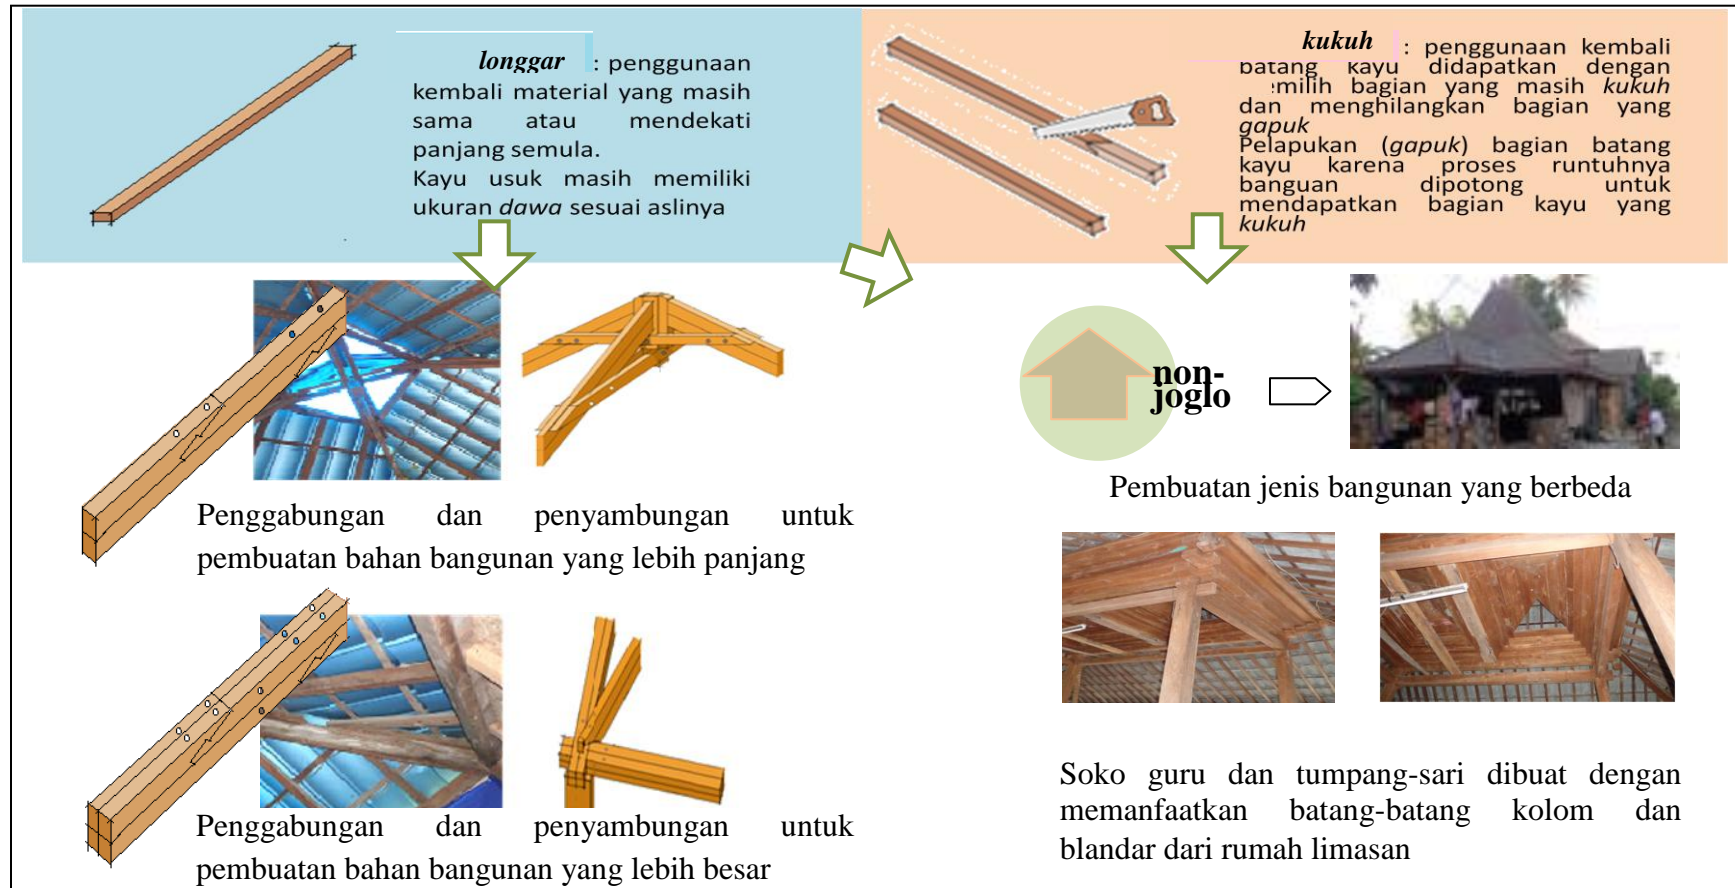 longgar : penggunaan
kembali material yang masih
sama atau mendekati
panjang semula.
Kayu usuk masih memiliki
ukuran dawa sesuai aslinya
kukuh : penggunaan kembali
batang kayu didapatkan dengan
emilih bagian yang masih kukuh
dan menghilangkan bagian yang
gapuk
Pelapukan (gapuk) bagian batang
kayu karena proses runtuhnya
banguan dipotong untuk
mendapatkan bagian kayu yang
kukuh
Penggabungan dan penyambungan untuk
pembuatan bahan bangunan yang lebih panjang
Penggabungan dan penyambungan untuk
pembuatan bahan bangunan yang lebih besar
non-
joglo
Pembuatan jenis bangunan yang berbeda
Soko guru dan tumpang-sari dibuat dengan
memanfaatkan batang-batang kolom dan
blandar dari rumah limasan